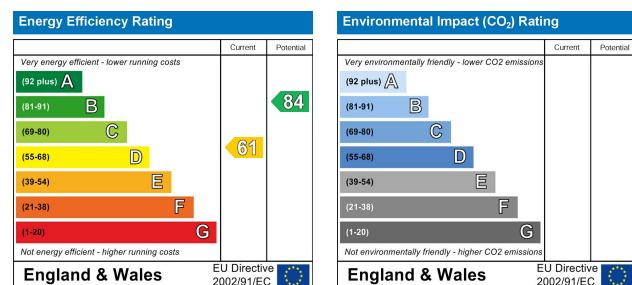 Energy Efficiency Rating
Current Potential
Very energy efficient - lower running costs
(92 plus) A
(81-91) B
84
(69-80) C
(55-68) D
61
(39-54) E
(21-38) F
(1-20) G
Not energy efficient - higher running costs
England & Wales
EU Directive
2002/91/EC
Environmental Impact (CO₂) Rating
Current Potential
Very environmentally friendly - lower CO2 emissions
(92 plus) A
(81-91) B
(69-80) C
(55-68) D
(39-54) E
(21-38) F
(1-20) G
Not environmentally friendly - higher CO2 emissions
England & Wales
EU Directive
2002/91/EC